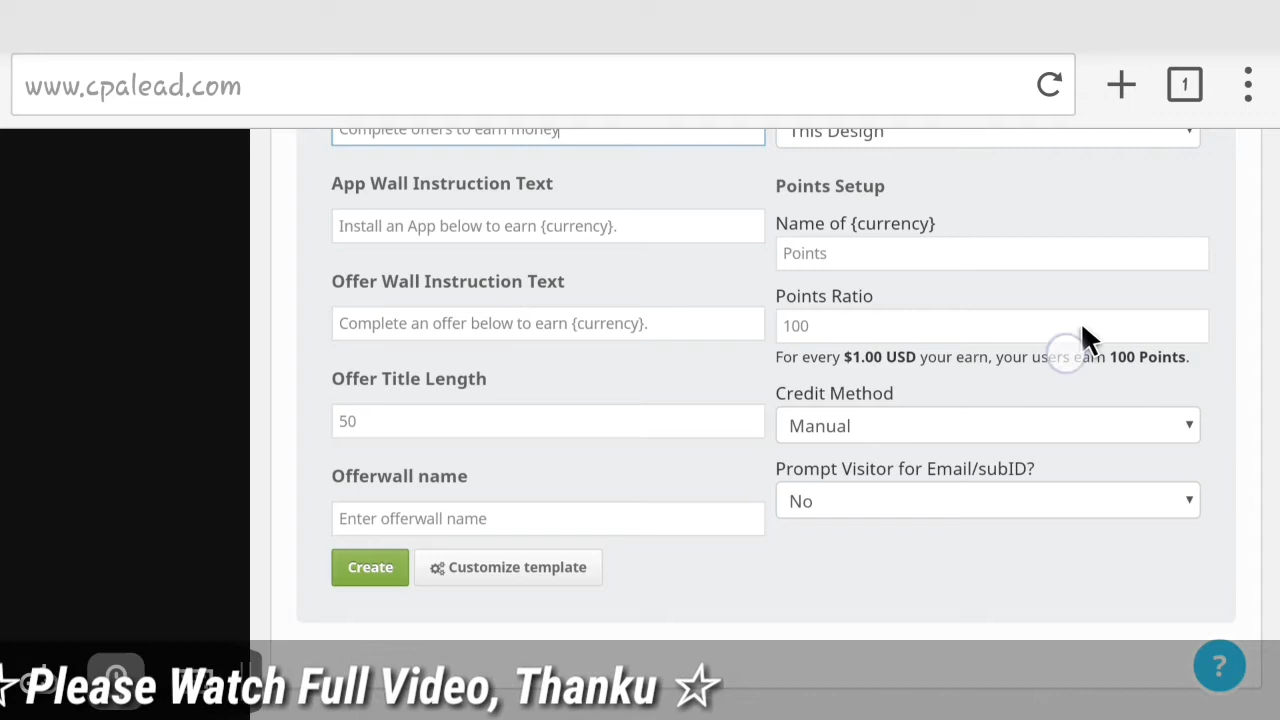 www.cpalead.com
1
Complete offers to earn money
This Design
App Wall Instruction Text
Install an App below to earn {currency}.
Offer Wall Instruction Text
Complete an offer below to earn {currency}.
Offer Title Length
50
Offerwall name
Enter offerwall name
Create
Customize template
Points Setup
Name of {currency}
Points
Points Ratio
100
For every $1.00 USD your earn, your users earn 100 Points.
Credit Method
Manual
Prompt Visitor for Email/subID?
No
?
☆ Please Watch Full Video, Thanku ☆